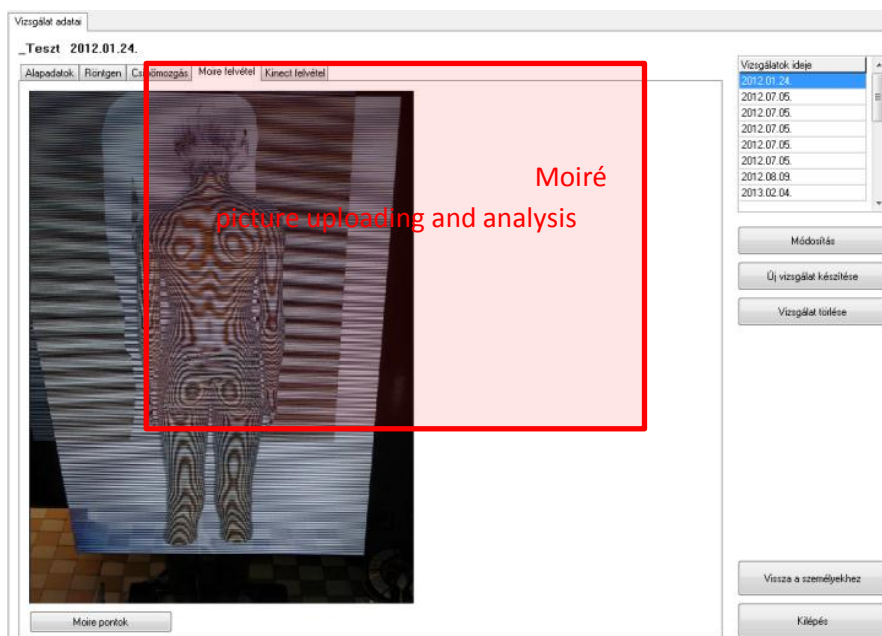 Vizsgálat adatai
_Teszt 2012.01.24.
Alapadatok Röntgen Csípőmozgás Moire felvétel Kinect felvétel
Moiré
picture uploading and analysis
Vizsgálatok ideje
2012.01.24.
2012.07.05.
2012.07.05.
2012.07.05.
2012.07.05.
2012.07.05.
2012.08.09.
2013.02.04.
Módosítás
Új vizsgálat készítése
Vizsgálat törlése
Vissza a személyekhez
Kilépés
Moire pontok